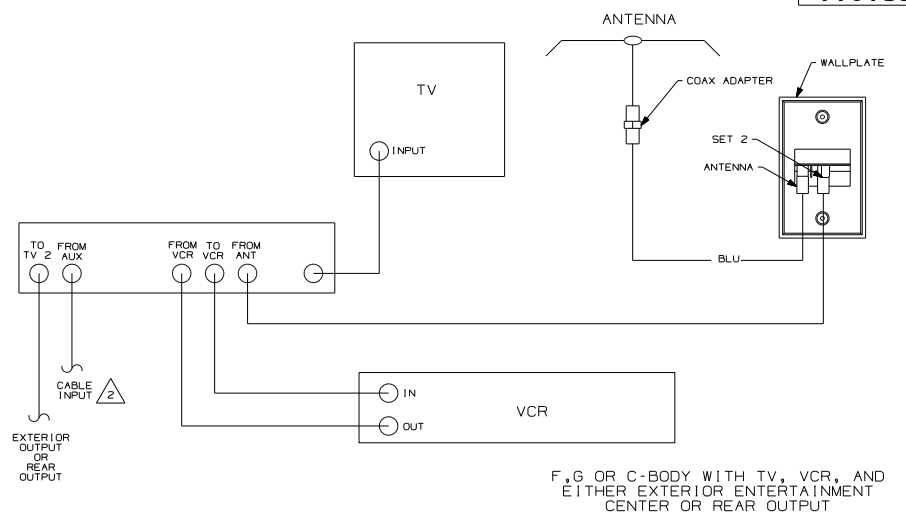 ANTENNA
WALLPLATE
COAX ADAPTER
TV
SET 2
INPUT
ANTENNA
TO
TV 2
FROM
AUX
FROM
VCR
TO
VCR
FROM
ANT
BLU
CABLE
INPUT
2
IN
OUT
VCR
EXTERIOR
OUTPUT
OR
REAR
OUTPUT
F,G OR C-BODY WITH TV, VCR, AND
EITHER EXTERIOR ENTERTAINMENT
CENTER OR REAR OUTPUT